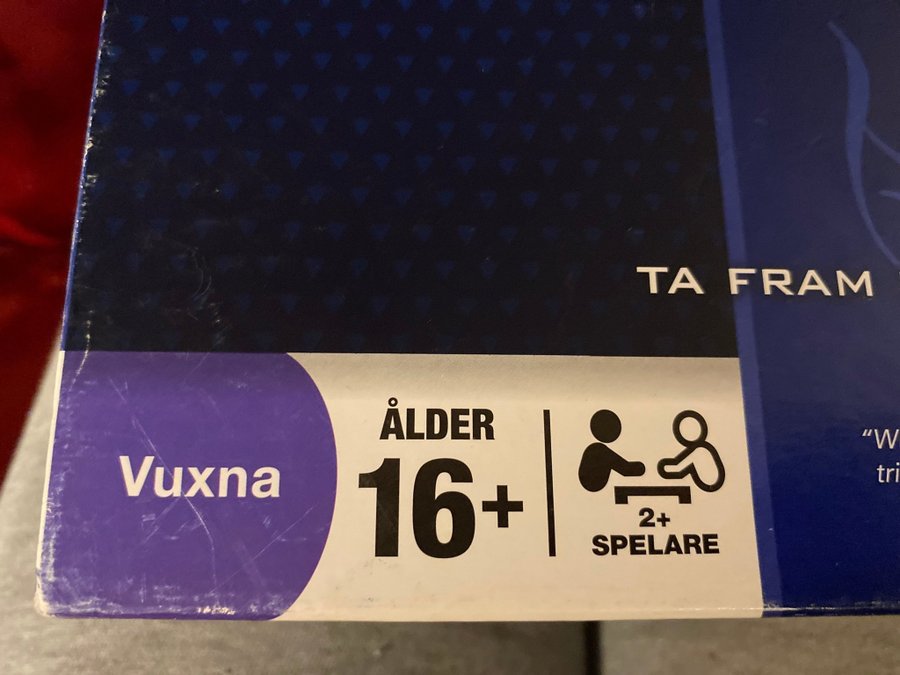 TA FRAM
Vuxna
ÅLDER
16+
2+
SPELARE
“W
tri